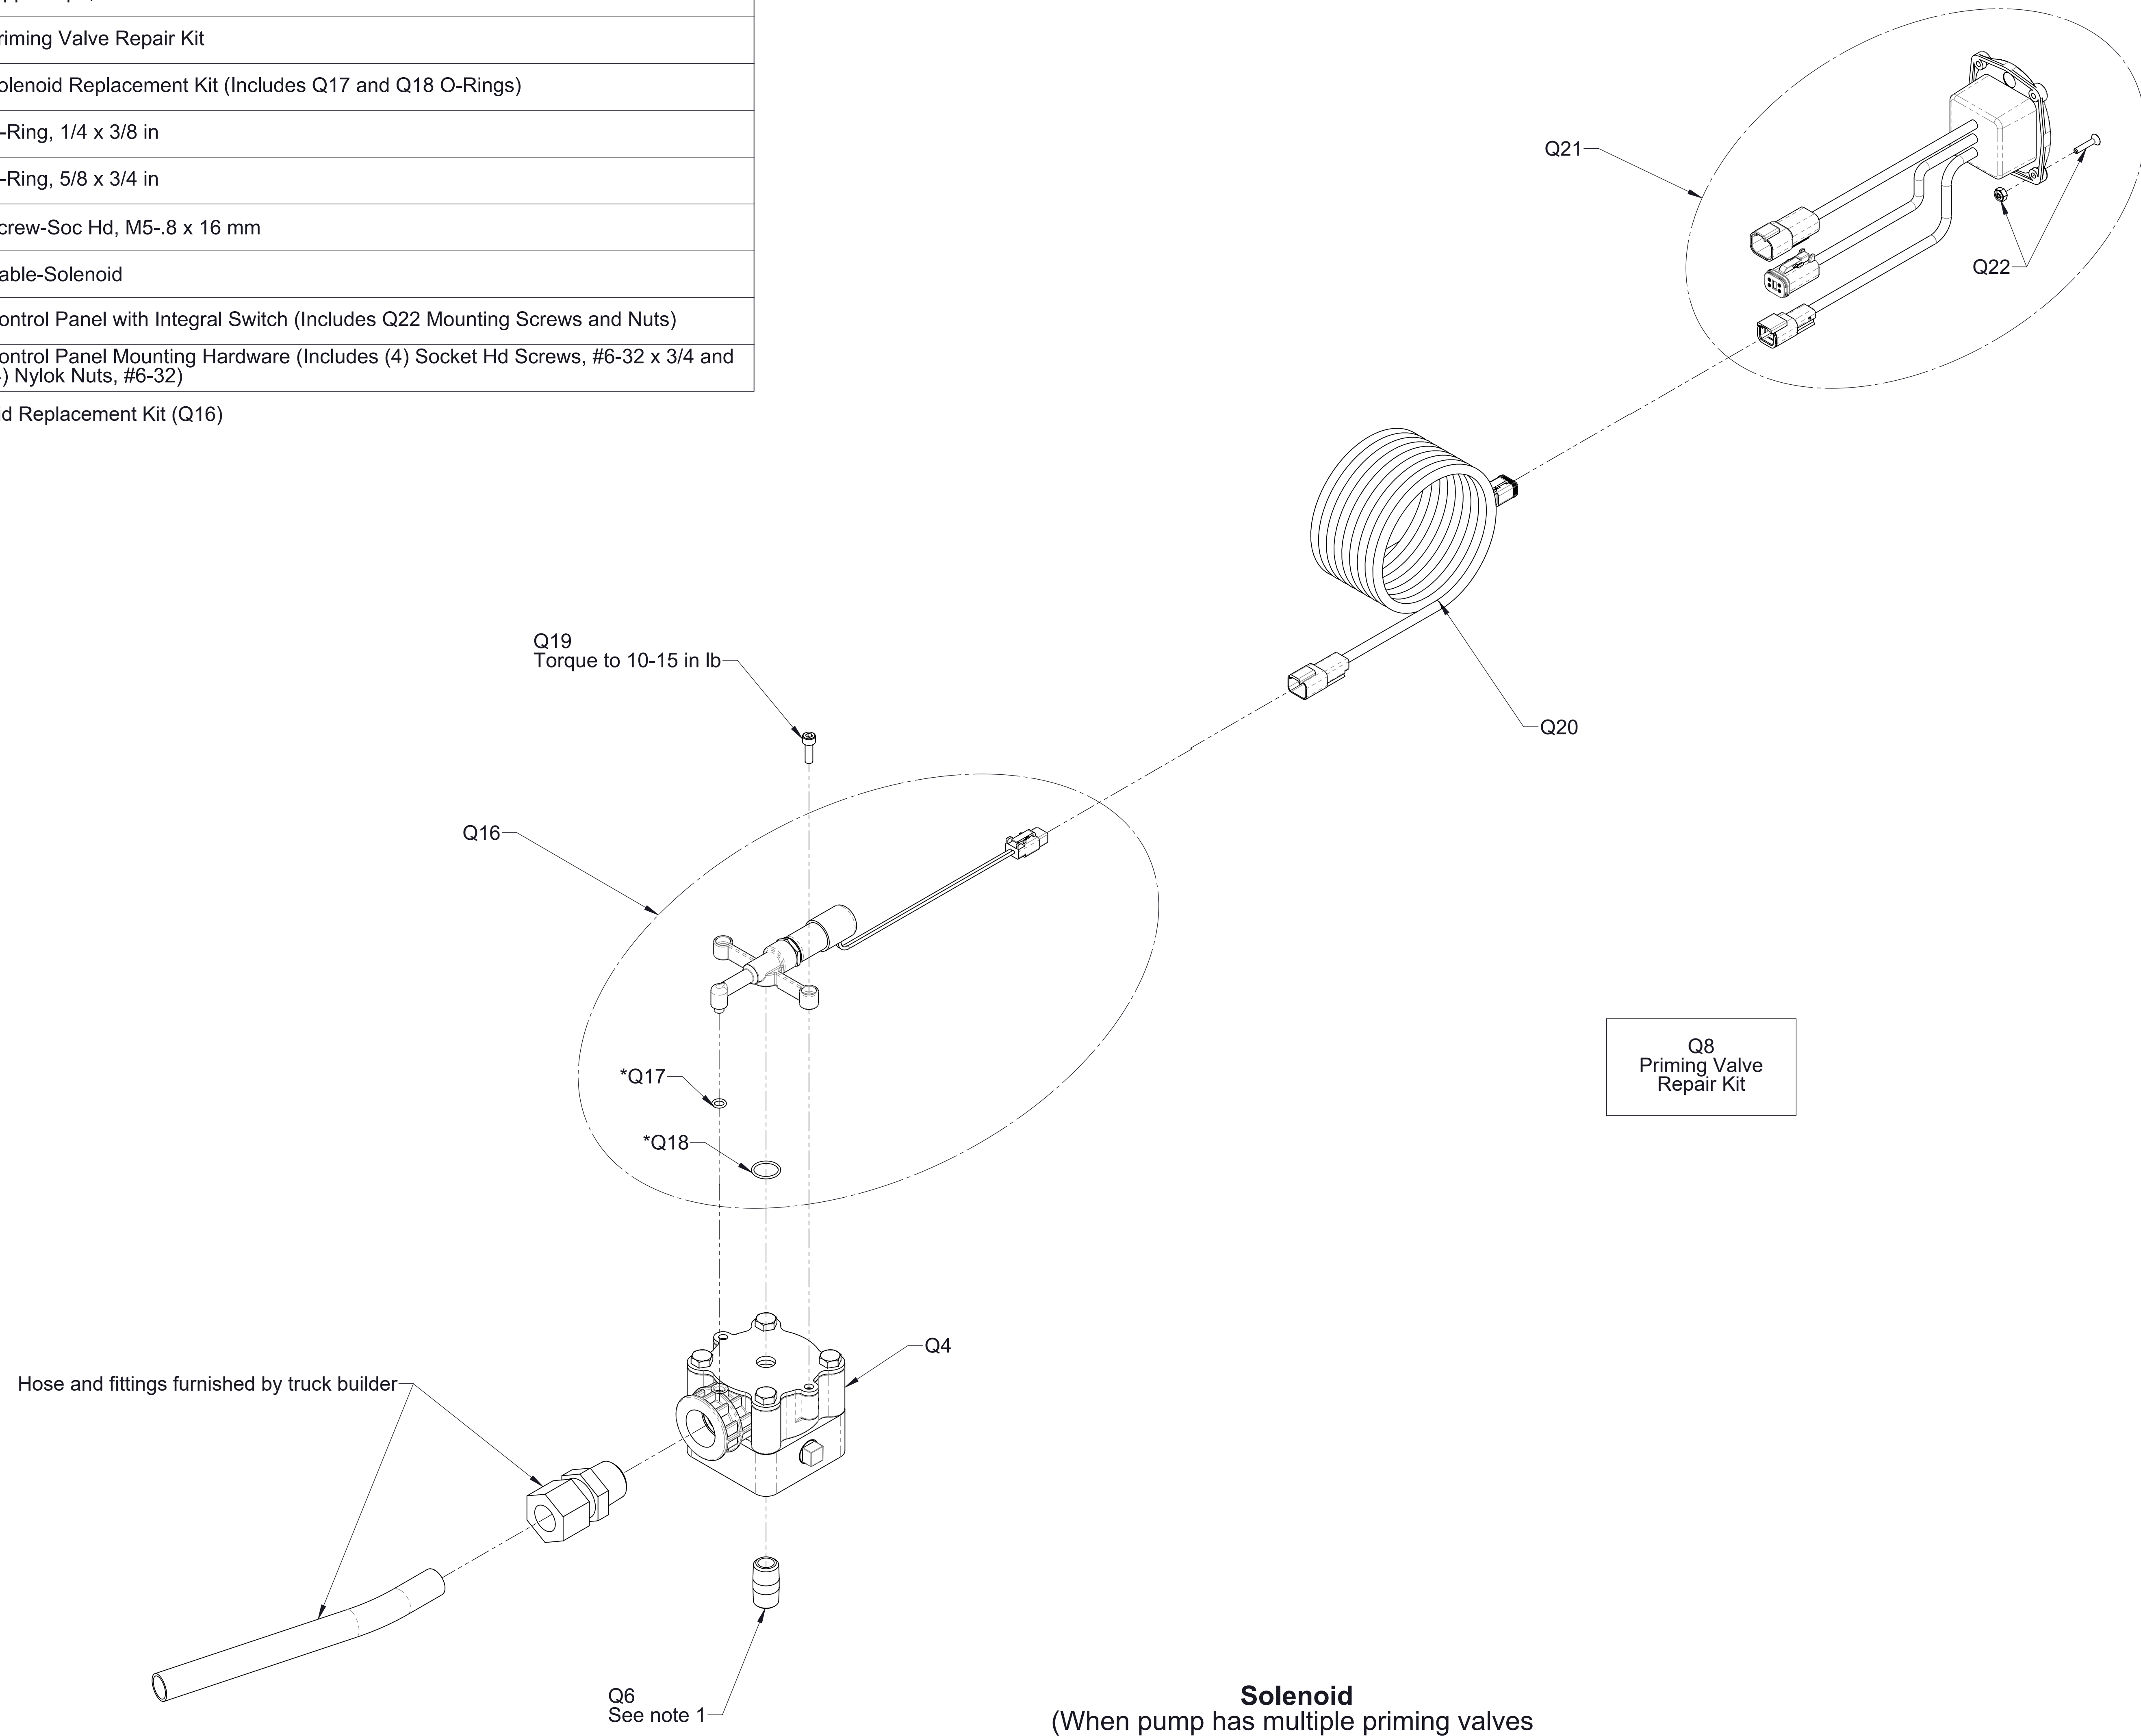 riming Valve Repair Kit
olenoid Replacement Kit (Includes Q17 and Q18 O-Rings)
-Ring, 1/4 x 3/8 in
-Ring, 5/8 x 3/4 in
crew-Soc Hd, M5-.8 x 16 mm
able-Solenoid
ontrol Panel with Integral Switch (Includes Q22 Mounting Screws and Nuts)
ontrol Panel Mounting Hardware (Includes (4) Socket Hd Screws, #6-32 x 3/4 and
) Nylok Nuts, #6-32)
d Replacement Kit (Q16)
Q21
Q22
Q19
Torque to 10-15 in lb
Q20
Q16
*Q17
*Q18
Q8
Priming Valve
Repair Kit
Q4
Hose and fittings furnished by truck builder
Q6
See note 1
Solenoid
(When pump has multiple priming valves